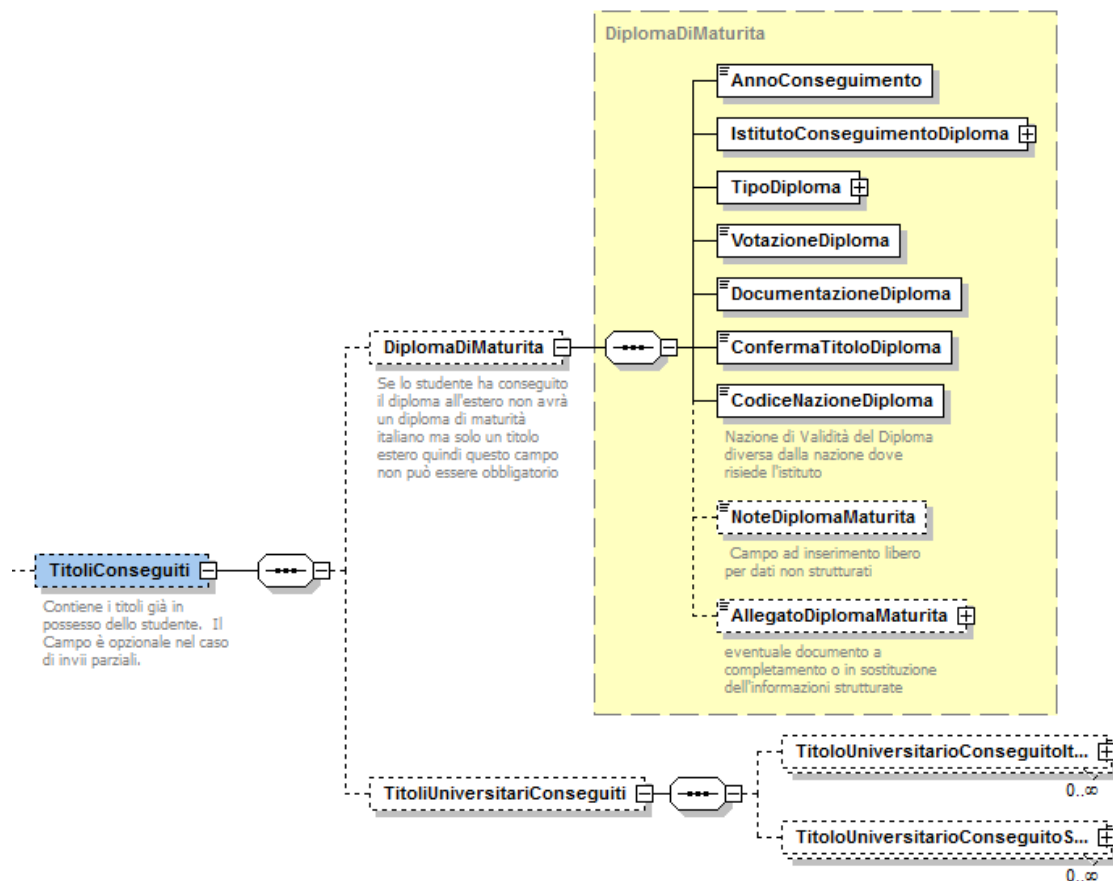 DiplomaDiMaturita
AnnoConseguimento
IstitutoConseguimentoDiploma
TipoDiploma
VotazioneDiploma
DocumentazioneDiploma
DiplomaDiMaturita
ConfermaTitoloDiploma
Se lo studente ha conseguito
il diploma all'estero non avrà
un diploma di maturità
italiano ma solo un titolo
estero quindi questo campo
non può essere obbligatorio
CodiceNazioneDiploma
Nazione di Validità del Diploma
diversa dalla nazione dove
risiede l'istituto
NoteDiplomaMaturita
Campo ad inserimento libero
per dati non strutturati
TitoliConseguiti
Contiene i titoli già in
possesso dello studente. Il
Campo è opzionale nel caso
di invii parziali.
AllegatoDiplomaMaturita
eventuale documento a
completamento o in sostituzione
dell'informazioni strutturate
TitoliUniversitariConseguiti
TitoloUniversitarioConseguitoIt...
0..∞
TitoloUniversitarioConseguitoS...
0..∞